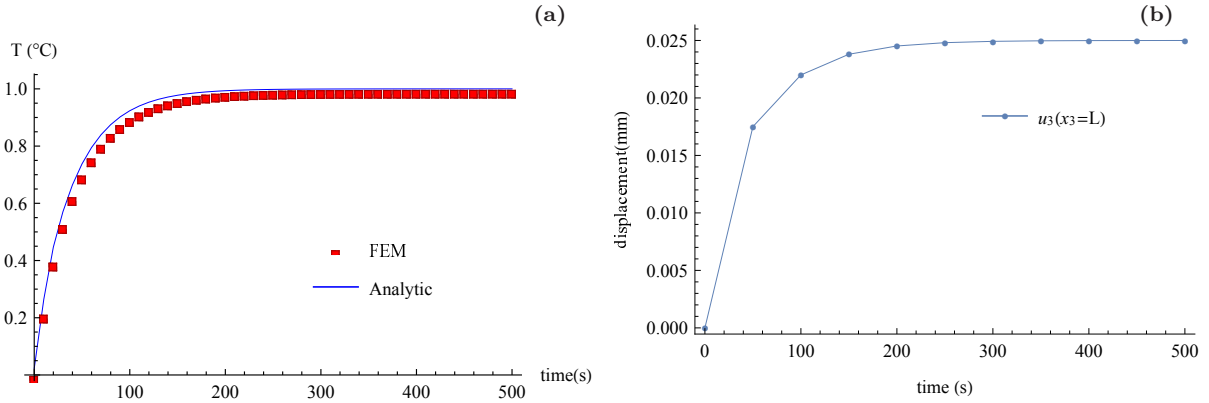 (a)
T (°C)
1.0
0.8
0.6
0.4
0.2
FEM
Analytic
100
200
300
400
500
time(s)
(b)
0.025
0.020
0.015
0.010
0.005
0.000
displacement(mm)
u₃(x₃=L)
0
100
200
300
400
500
time (s)